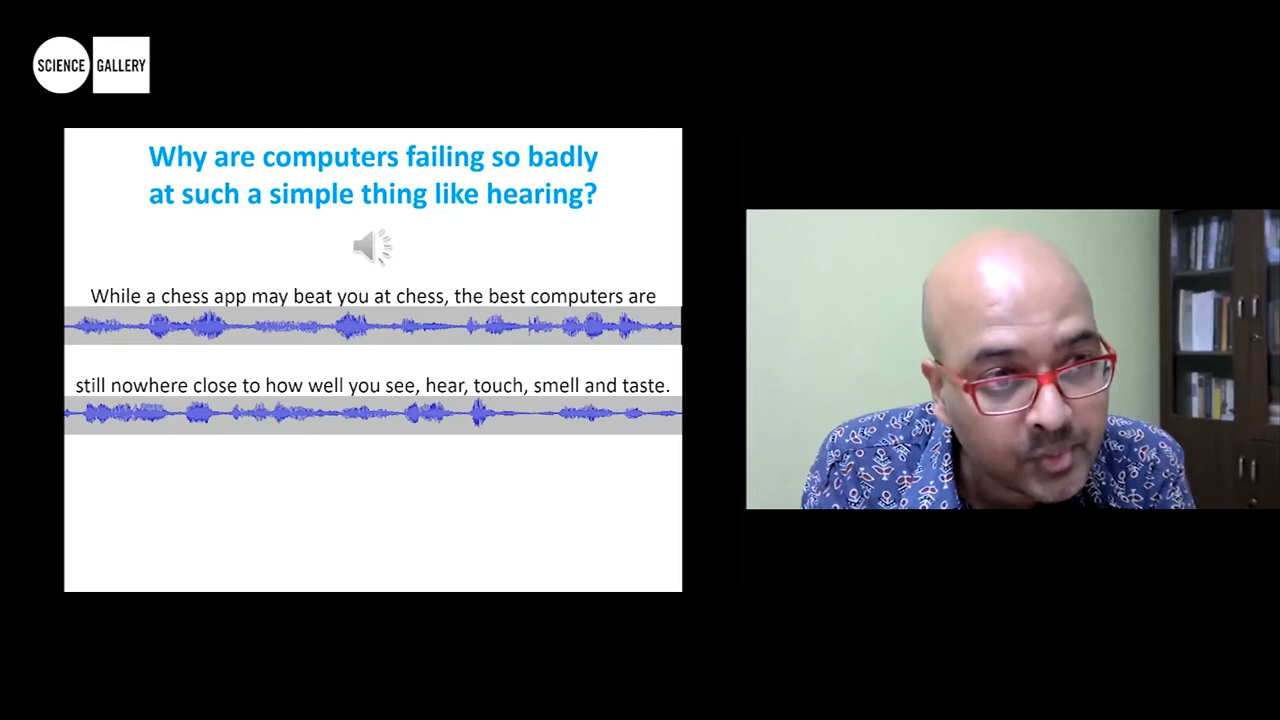 SCIENCE GALLERY
Why are computers failing so badly
at such a simple thing like hearing?
While a chess app may beat you at chess, the best computers are
still nowhere close to how well you see, hear, touch, smell and taste.